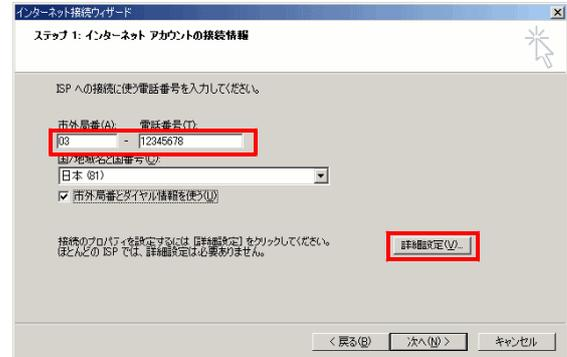 インターネット接続ウィザード
ステップ 1: インターネット アカウントの接続情報
ISP への接続に使う電話番号を入力してください。
市外局番(A): 電話番号(T):
03 - 12345678
国/地域名と国番号(C):
日本 (81)
市外局番とダイヤル情報を使う(U)
接続のプロパティを設定するには [詳細設定] をクリックしてください。
ほとんどの ISP では、詳細設定は必要ありません。
詳細設定(V)...
< 戻る(B) 次へ(N) > キャンセル